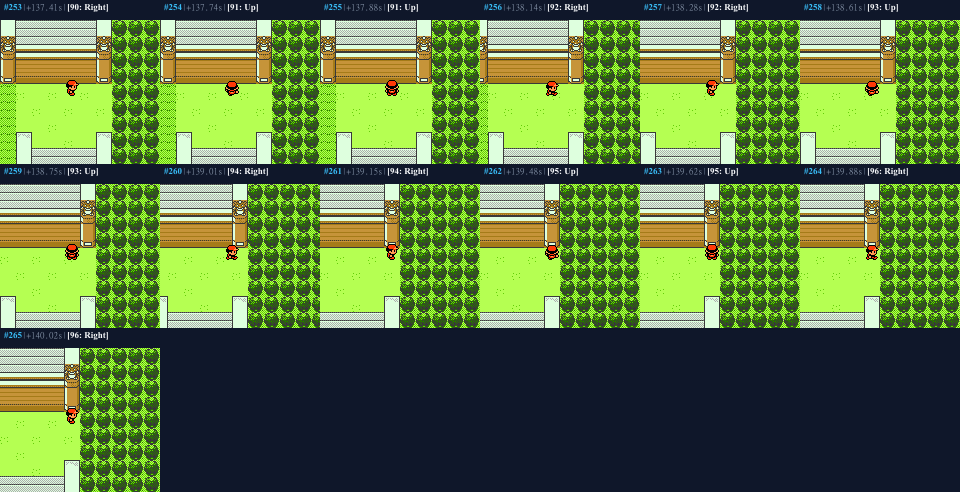 #253|+137.41s| [90: Right]
#254|+137.74s| [91: Up]
#255|+137.88s| [91: Up]
#256|+138.14s| [92: Right]
#257|+138.28s| [92: Right]
#258|+138.61s| [93: Up]
#259|+138.75s| [93: Up]
#260|+139.01s| [94: Right]
#261|+139.15s| [94: Right]
#262|+139.48s| [95: Up]
#263|+139.62s| [95: Up]
#264|+139.88s| [96: Right]
#265|+140.02s| [96: Right]